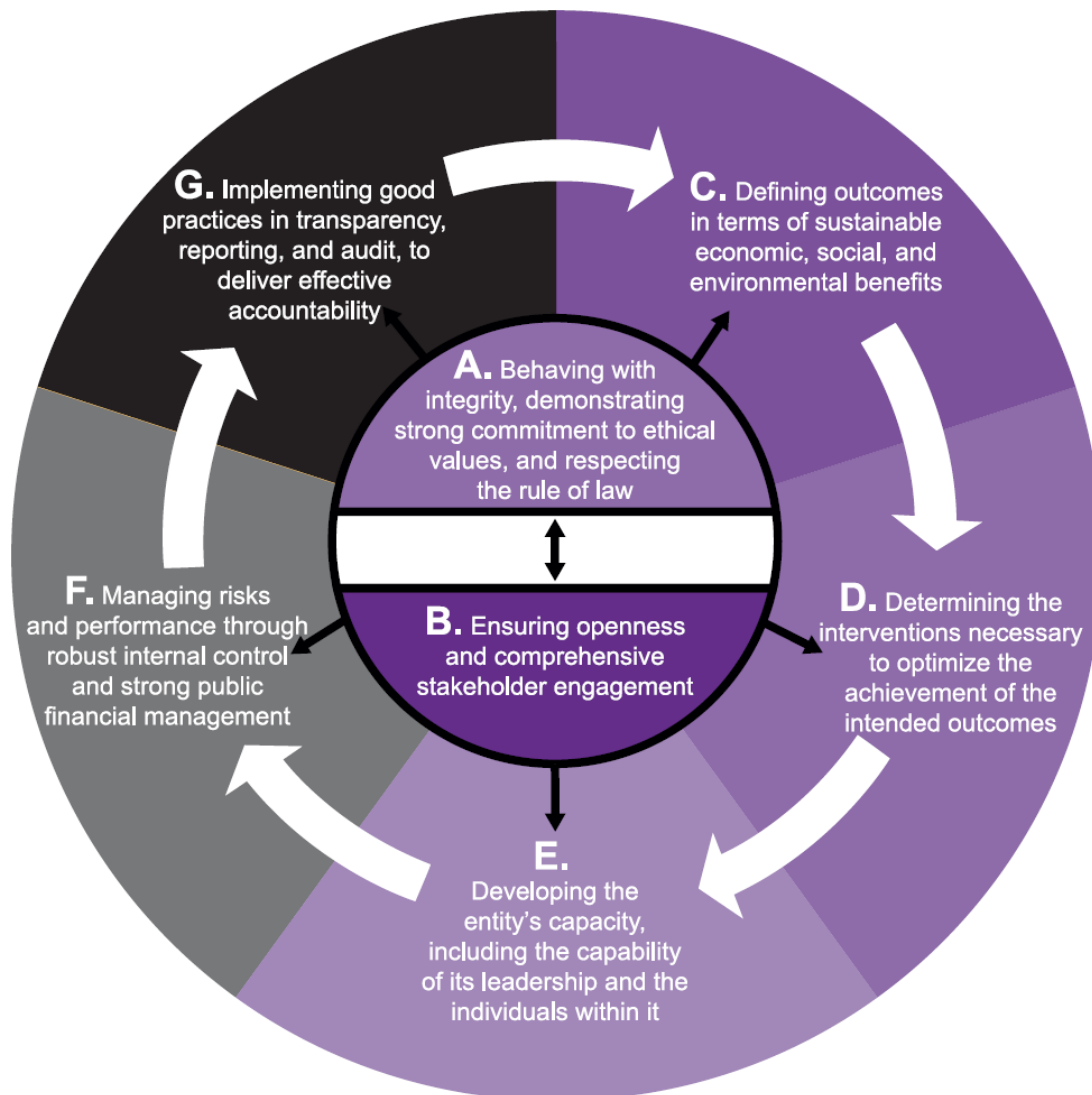 A. Behaving with
integrity, demonstrating
strong commitment to ethical
values, and respecting
the rule of law
B. Ensuring openness
and comprehensive
stakeholder engagement
C. Defining outcomes
in terms of sustainable
economic, social, and
environmental benefits
D. Determining the
interventions necessary
to optimize the
achievement of the
intended outcomes
E.
Developing the
entity's capacity,
including the capability
of its leadership and the
individuals within it
F. Managing risks
and performance through
robust internal control
and strong public
financial management
G. Implementing good
practices in transparency,
reporting, and audit, to
deliver effective
accountability